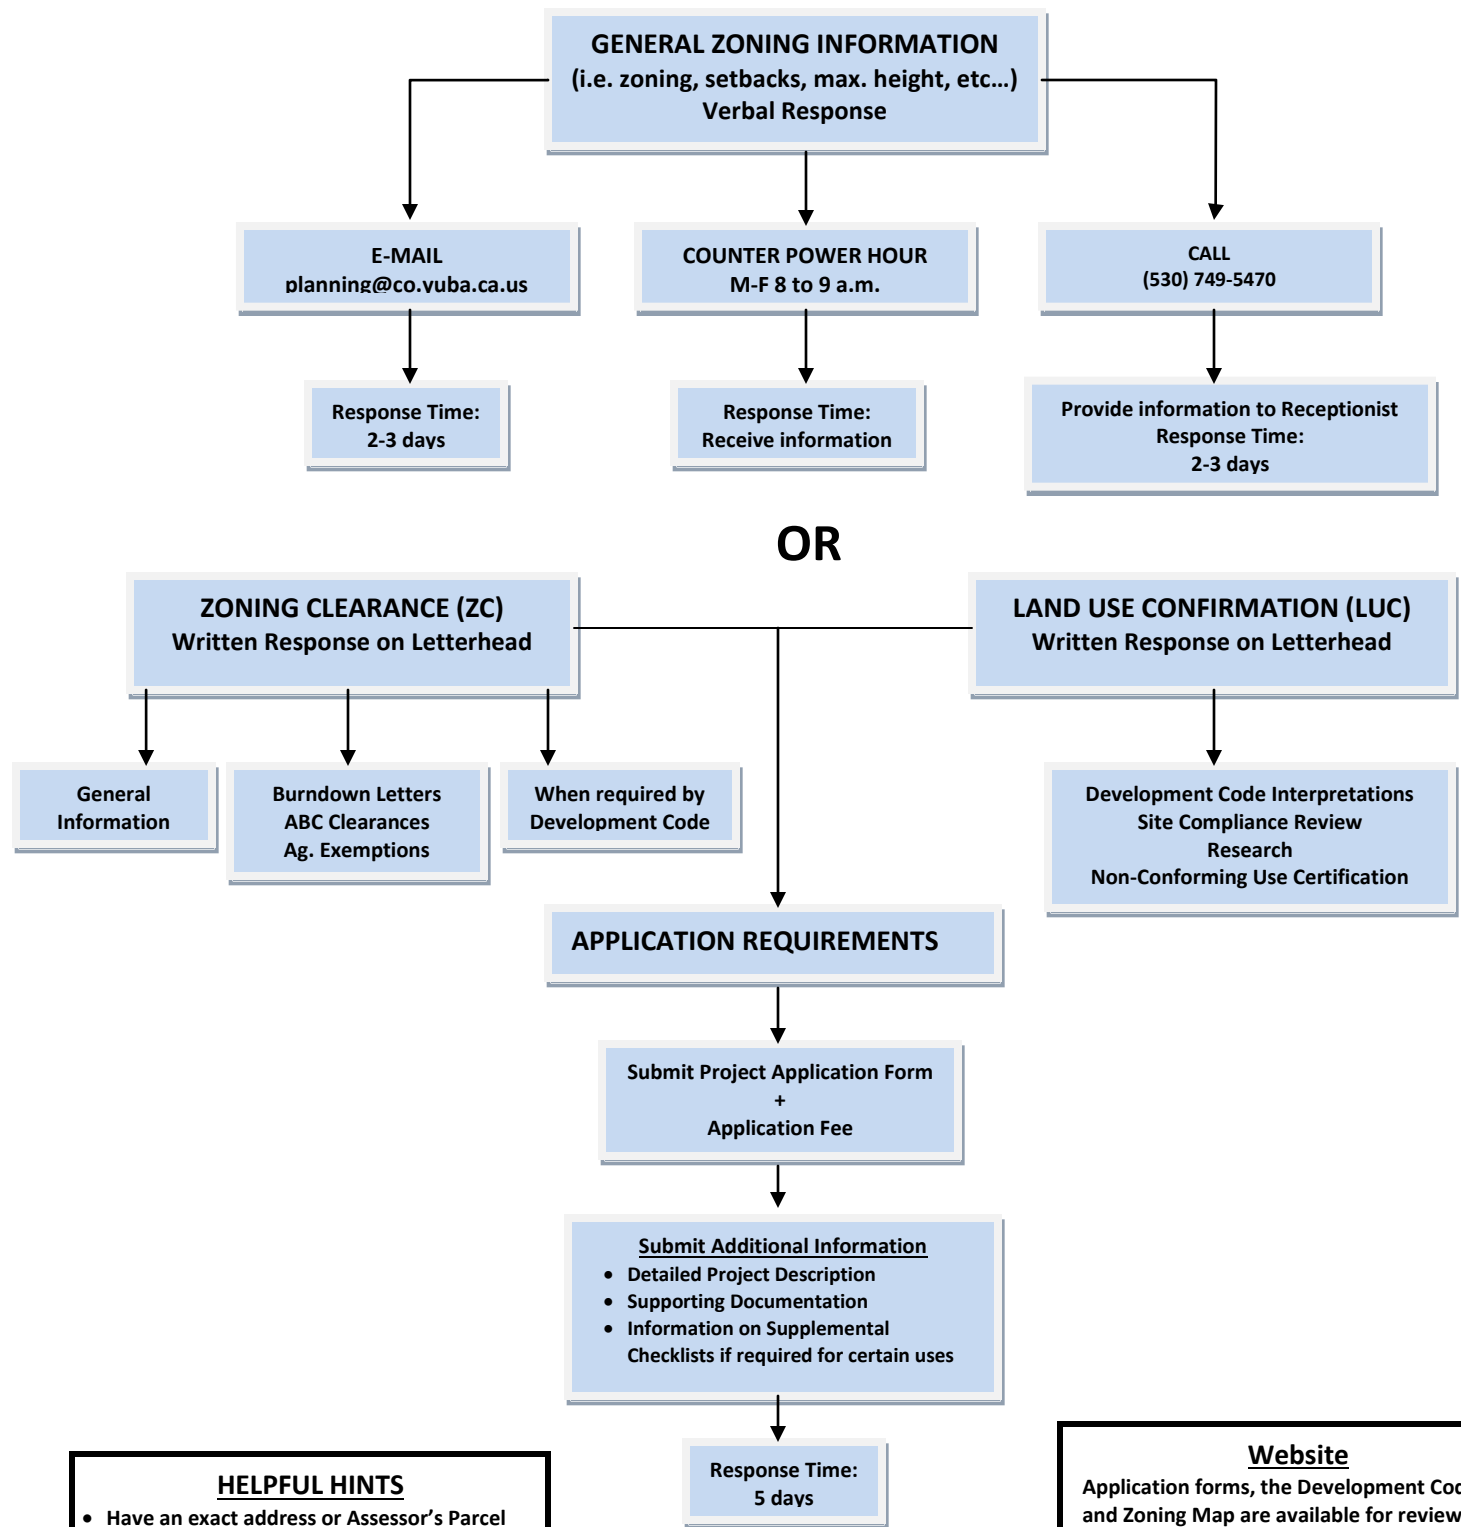 GENERAL ZONING INFORMATION
(i.e. zoning, setbacks, max. height, etc…)
Verbal Response
E-MAIL
planning@co.yuba.ca.us
COUNTER POWER HOUR
M-F 8 to 9 a.m.
CALL
(530) 749-5470
Response Time:
2-3 days
Response Time:
Receive information
Provide information to Receptionist
Response Time:
2-3 days
OR
ZONING CLEARANCE (ZC)
Written Response on Letterhead
LAND USE CONFIRMATION (LUC)
Written Response on Letterhead
General
Information
Burndown Letters
ABC Clearances
Ag. Exemptions
When required by
Development Code
Development Code Interpretations
Site Compliance Review
Research
Non-Conforming Use Certification
APPLICATION REQUIREMENTS
Submit Project Application Form
+
Application Fee
Submit Additional Information
• Detailed Project Description
• Supporting Documentation
• Information on Supplemental
Checklists if required for certain uses
Response Time:
5 days
HELPFUL HINTS
• Have an exact address or Assessor's Parcel
Website
Application forms, the Development Cod
and Zoning Map are available for review